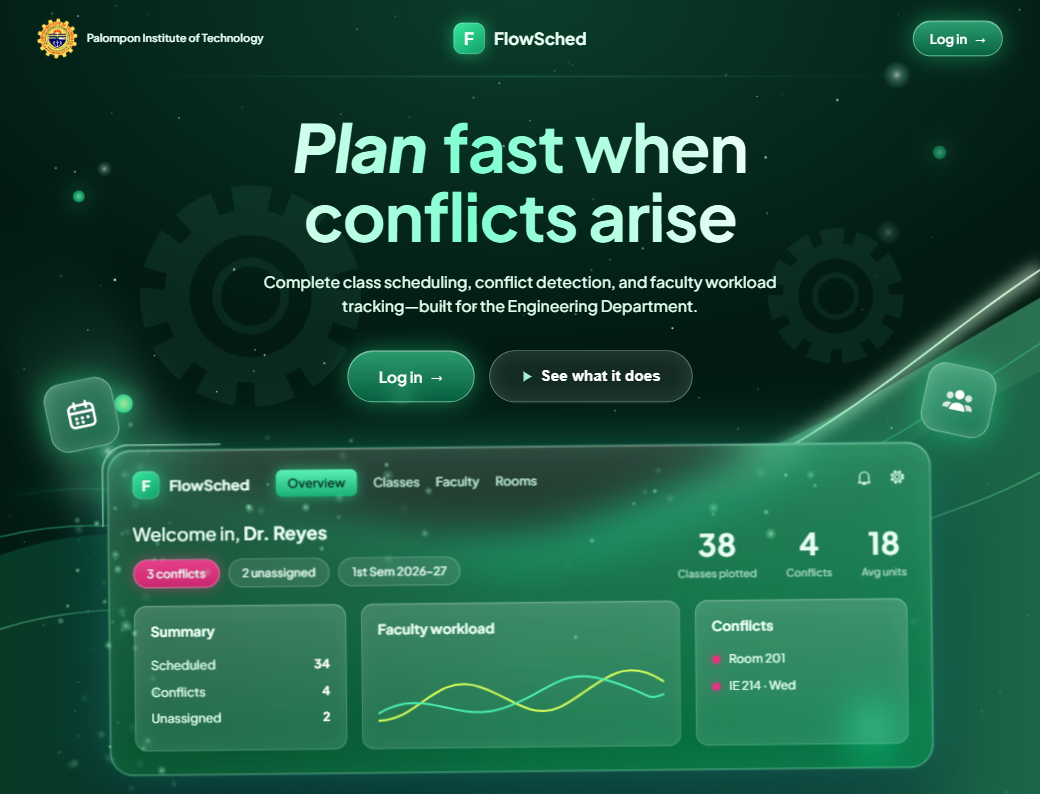 Palompon Institute of Technology
F FlowSched
Log in →
Plan fast when
conflicts arise
Complete class scheduling, conflict detection, and faculty workload
tracking—built for the Engineering Department.
Log in →
See what it does
F FlowSched
Overview
Classes
Faculty
Rooms
Welcome in, Dr. Reyes
3 conflicts
2 unassigned
1st Sem 2026–27
38
Classes plotted
4
Conflicts
18
Avg units
Summary
Scheduled 34
Conflicts 4
Unassigned 2
Faculty workload
Conflicts
Room 201
IE 214 · Wed